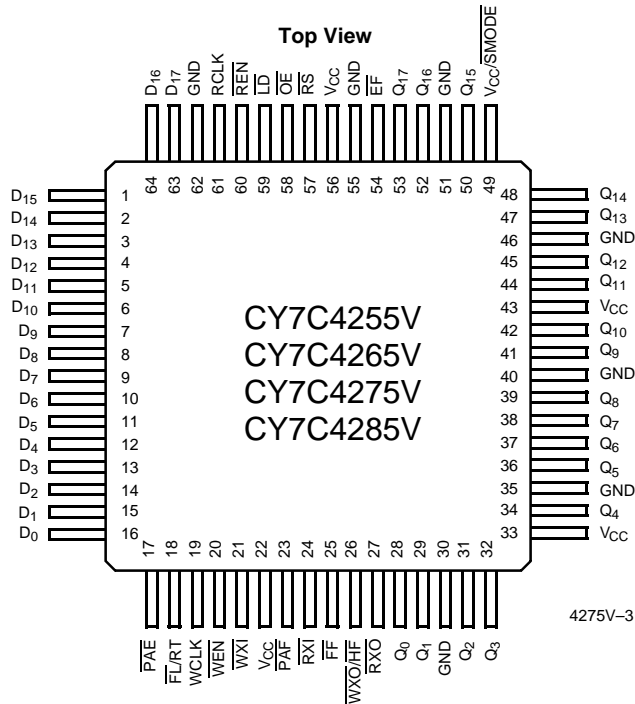 Top View
D16
D17
GND
RCLK
REN
LD
OE
RS
VCC
GND
EF
Q17
Q16
GND
Q15
VCC/SMODE
64
63
62
61
60
59
58
57
56
55
54
53
52
51
50
49
D15 1
D14 2
D13 3
D12 4
D11 5
D10 6
D9 7
D8 8
D7 9
D6 10
D5 11
D4 12
D3 13
D2 14
D1 15
D0 16
CY7C4255V
CY7C4265V
CY7C4275V
CY7C4285V
48 Q14
47 Q13
46 GND
45 Q12
44 Q11
43 VCC
42 Q10
41 Q9
40 GND
39 Q8
38 Q7
37 Q6
36 Q5
35 GND
34 Q4
33 VCC
17
18
19
20
21
22
23
24
25
26
27
28
29
30
31
32
PAE
FL/RT
WCLK
WEN
WXI
VCC
PAF
RXI
FF
WXO/HF
RXO
Q0
Q1
GND
Q2
Q3
4275V–3